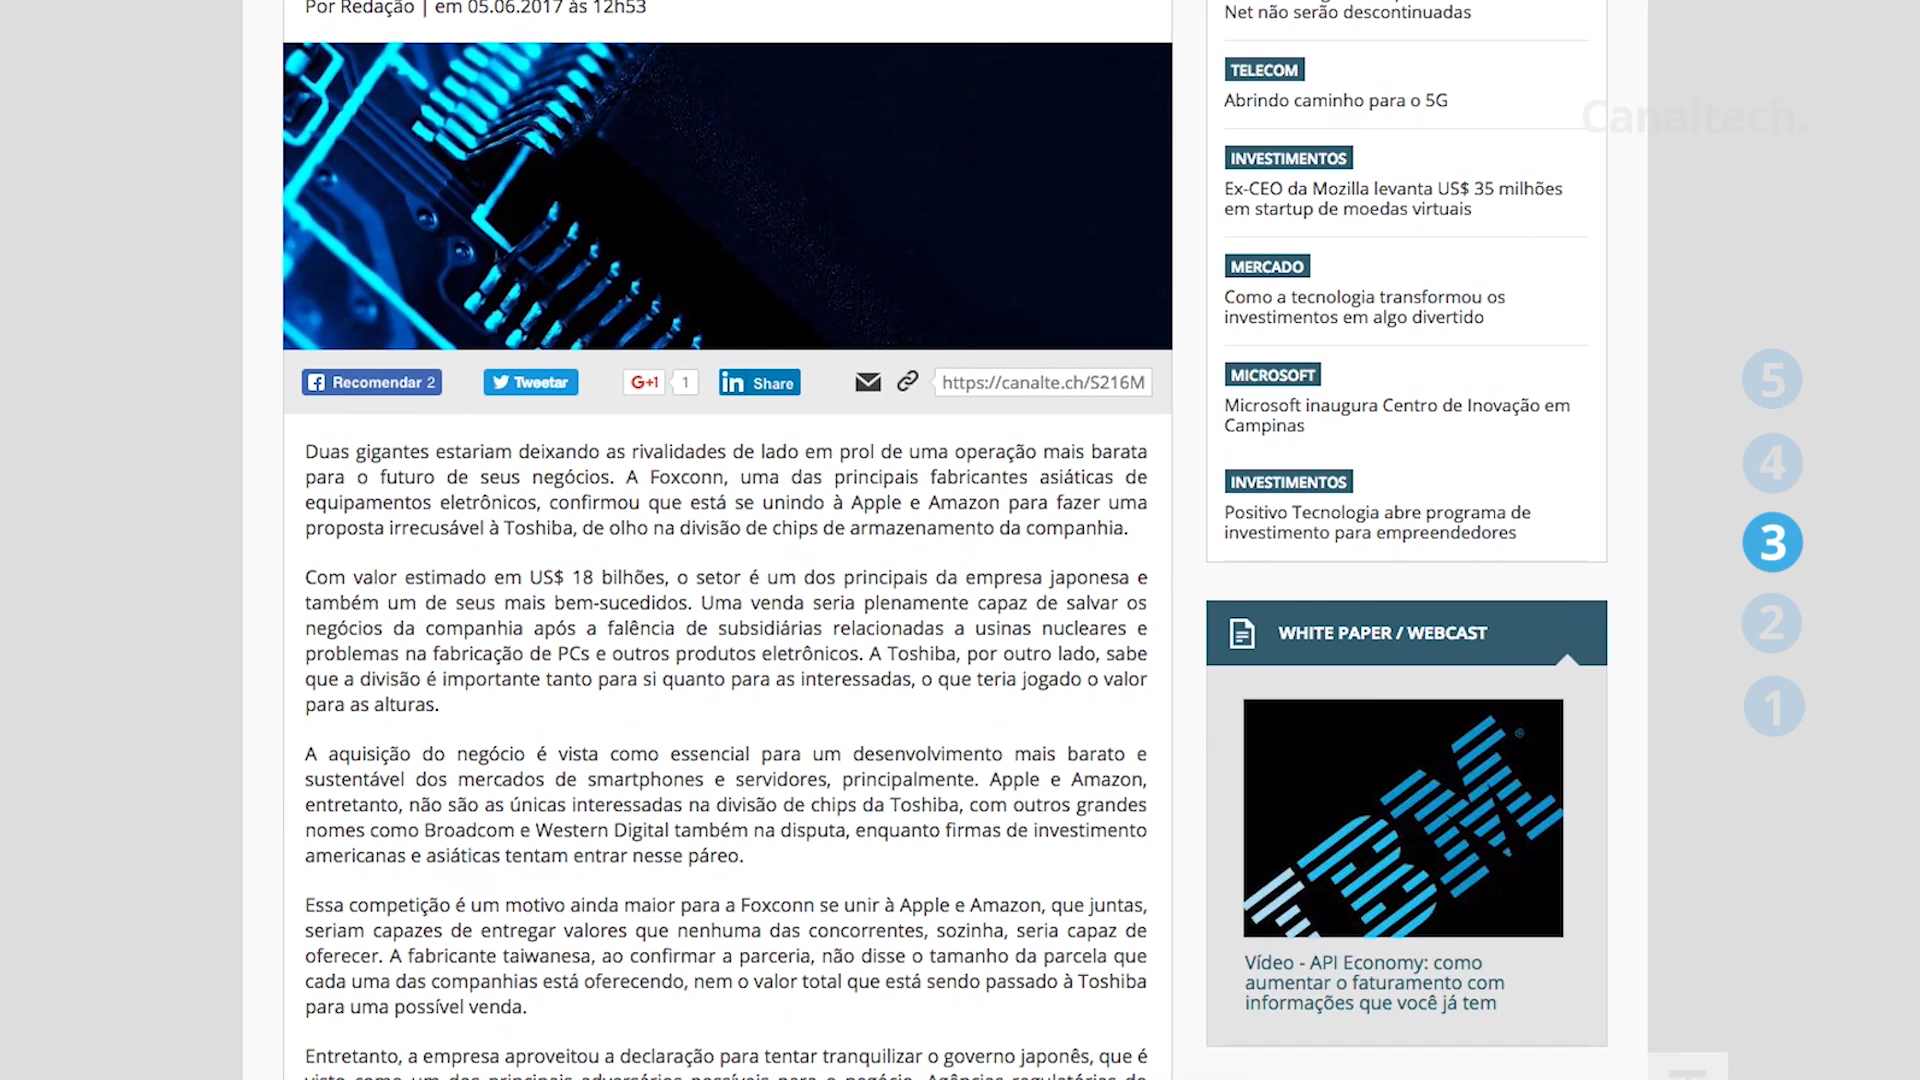 Por Redação | em 05.06.2017 às 12h53
Recomendar 2
Tweetar
G+1
1
in Share
https://canalte.ch/S216M
Duas gigantes estariam deixando as rivalidades de lado em prol de uma operação mais barata
para o futuro de seus negócios. A Foxconn, uma das principais fabricantes asiáticas de
equipamentos eletrônicos, confirmou que está se unindo à Apple e Amazon para fazer uma
proposta irrecusável à Toshiba, de olho na divisão de chips de armazenamento da companhia.
Com valor estimado em US$ 18 bilhões, o setor é um dos principais da empresa japonesa e
também um de seus mais bem-sucedidos. Uma venda seria plenamente capaz de salvar os
negócios da companhia após a falência de subsidiárias relacionadas a usinas nucleares e
problemas na fabricação de PCs e outros produtos eletrônicos. A Toshiba, por outro lado, sabe
que a divisão é importante tanto para si quanto para as interessadas, o que teria jogado o valor
para as alturas.
A aquisição do negócio é vista como essencial para um desenvolvimento mais barato e
sustentável dos mercados de smartphones e servidores, principalmente. Apple e Amazon,
entretanto, não são as únicas interessadas na divisão de chips da Toshiba, com outros grandes
nomes como Broadcom e Western Digital também na disputa, enquanto firmas de investimento
americanas e asiáticas tentam entrar nesse páreo.
Essa competição é um motivo ainda maior para a Foxconn se unir à Apple e Amazon, que juntas,
seriam capazes de entregar valores que nenhuma das concorrentes, sozinha, seria capaz de
oferecer. A fabricante taiwanesa, ao confirmar a parceria, não disse o tamanho da parcela que
cada uma das companhias está oferecendo, nem o valor total que está sendo passado à Toshiba
para uma possível venda.
Entretanto, a empresa aproveitou a declaração para tentar tranquilizar o governo japonês, que é
Net não serão descontinuadas
TELECOM
Abrindo caminho para o 5G
INVESTIMENTOS
Ex-CEO da Mozilla levanta US$ 35 milhões
em startup de moedas virtuais
MERCADO
Como a tecnologia transformou os
investimentos em algo divertido
MICROSOFT
Microsoft inaugura Centro de Inovação em
Campinas
INVESTIMENTOS
Positivo Tecnologia abre programa de
investimento para empreendedores
WHITE PAPER / WEBCAST
IBM
Vídeo - API Economy: como
aumentar o faturamento com
informações que você já tem
Canaltech.
5
4
3
2
1